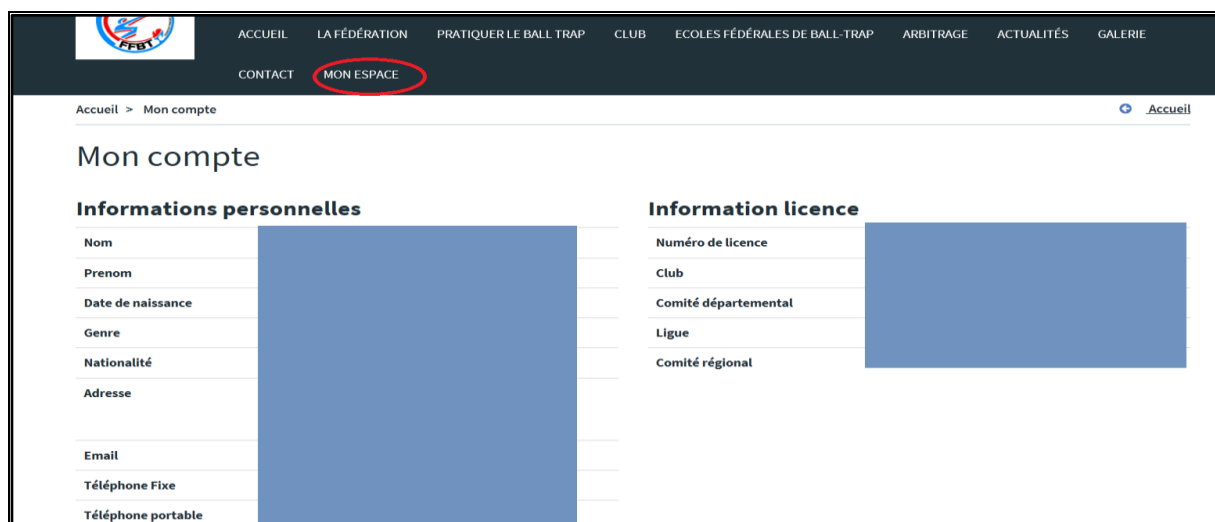 FFBT
ACCUEIL LA FÉDÉRATION PRATIQUER LE BALL TRAP CLUB ECOLES FÉDÉRALES DE BALL-TRAP ARBITRAGE ACTUALITÉS GALERIE
CONTACT MON ESPACE
Accueil > Mon compte
Accueil
Mon compte
Informations personnelles
Nom
Prenom
Date de naissance
Genre
Nationalité
Adresse
Email
Téléphone Fixe
Téléphone portable
Information licence
Numéro de licence
Club
Comité départemental
Ligue
Comité régional